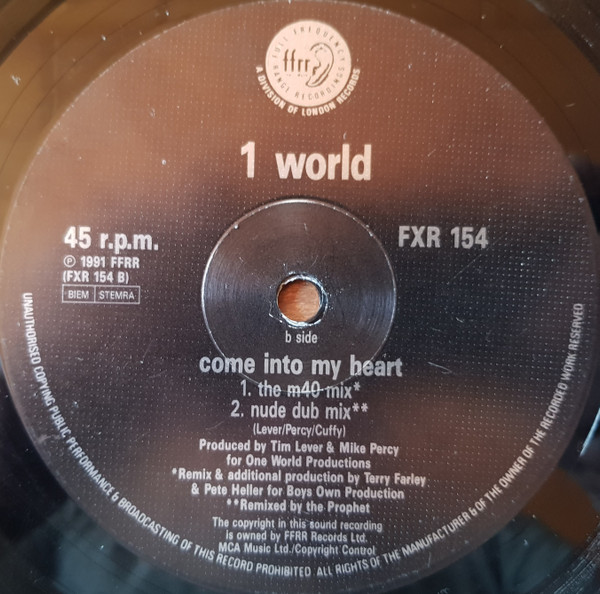 FULL FREQUENCY
ffrr
RANGE RECORDINGS
A DIVISION OF LONDON RECORDS
1 world
45 r.p.m.
℗ 1991 FFRR
(FXR 154 B)
BIEM STEMRA
FXR 154
b side
come into my heart
1. the m40 mix*
2. nude dub mix**
(Lever/Percy/Cuffy)
Produced by Tim Lever & Mike Percy
for One World Productions
*Remix & additional production by Terry Farley
& Pete Heller for Boys Own Production
**Remixed by the Prophet
The copyright in this sound recording
is owned by FFRR Records Ltd.
MCA Music Ltd./Copyright Control
UNAUTHORISED COPYING PUBLIC PERFORMANCE & BROADCASTING OF THIS RECORD PROHIBITED ALL RIGHTS OF THE MANUFACTURER & OF THE OWNER OF THE RECORDED WORK RESERVED